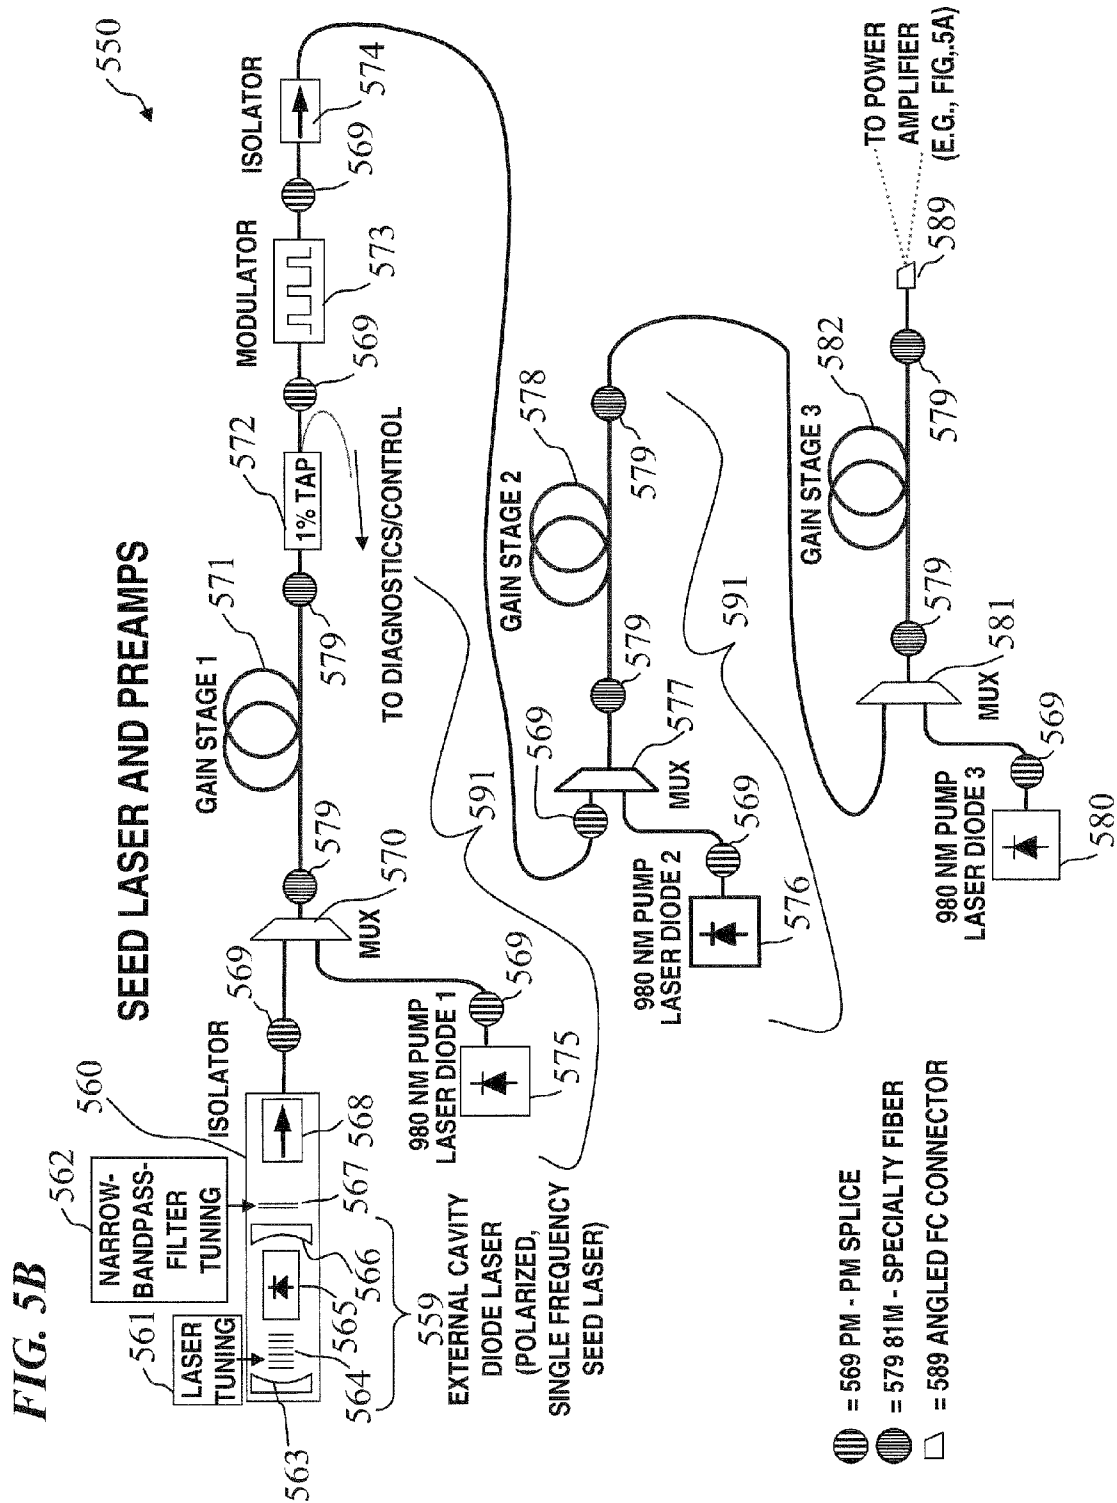 FIG. 5B
550
SEED LASER AND PREAMPS
561
LASER
TUNING
562
NARROW-
BANDPASS-
FILTER
TUNING
560
563
564
565
566
567
568
ISOLATOR
569
559
EXTERNAL CAVITY
DIODE LASER
(POLARIZED,
SINGLE FREQUENCY
SEED LASER)
MUX
570
579
GAIN STAGE 1
571
579
1% TAP
572
TO DIAGNOSTICS/CONTROL
569
MODULATOR
573
569
ISOLATOR
574
980 NM PUMP
LASER DIODE 1
569
575
591
569
MUX
577
579
GAIN STAGE 2
578
579
980 NM PUMP
LASER DIODE 2
569
576
591
MUX
581
579
GAIN STAGE 3
582
579
589
TO POWER
AMPLIFIER
(E.G., FIG,.5A)
980 NM PUMP
LASER DIODE 3
569
580
= 569 PM - PM SPLICE
= 579 81M - SPECIALTY FIBER
= 589 ANGLED FC CONNECTOR